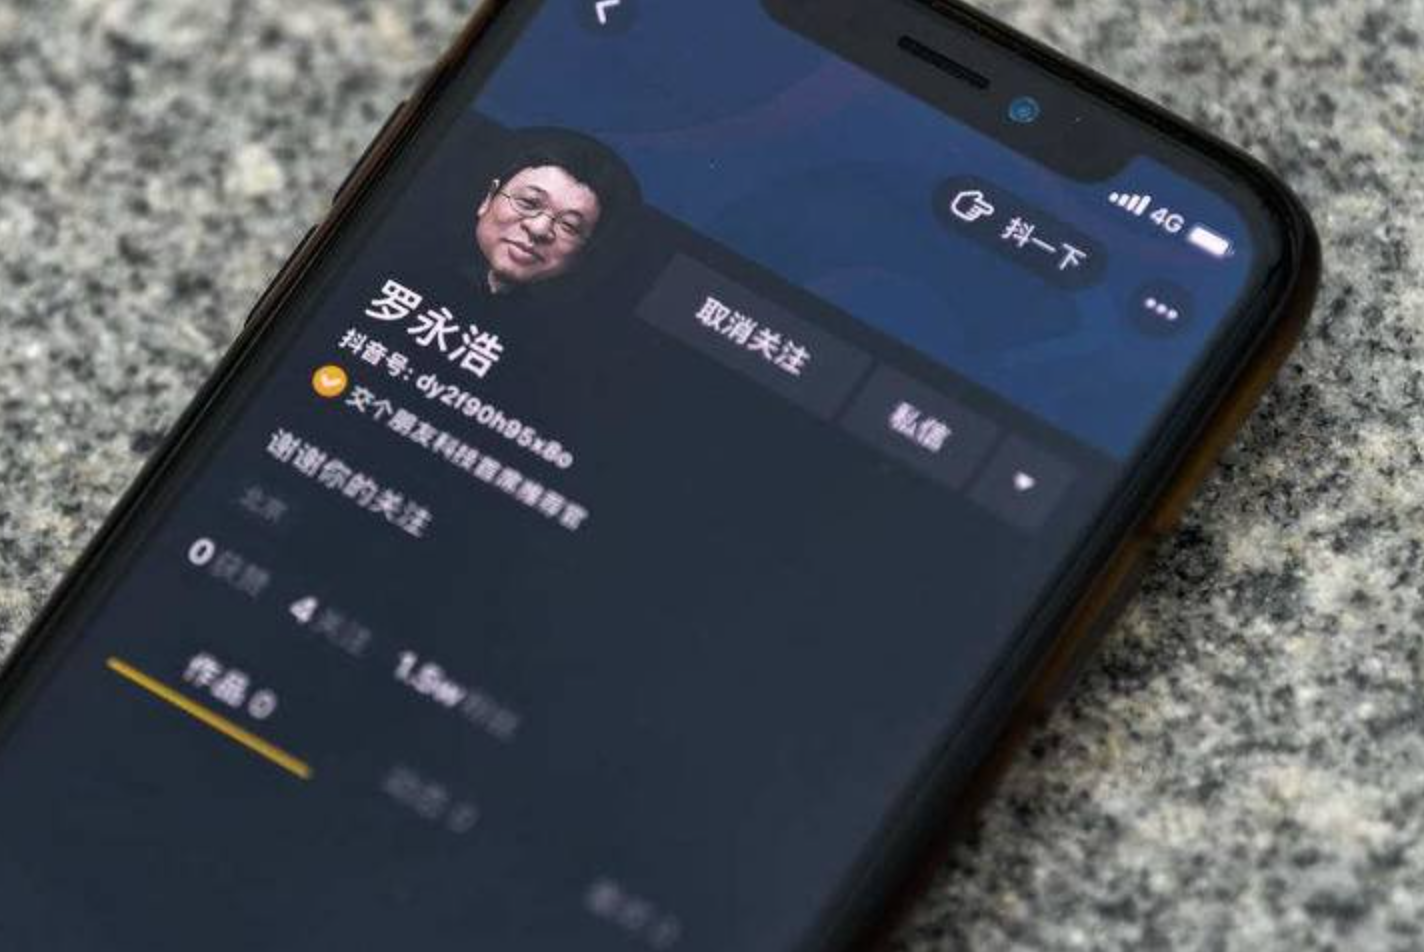 4G
抖一下
取消关注
私信
罗永浩
抖音号: dy2f90h95x8o
交个朋友科技首席推荐官
谢谢你的关注
北京
0 获赞 4 关注 1.9w 粉丝
作品 0